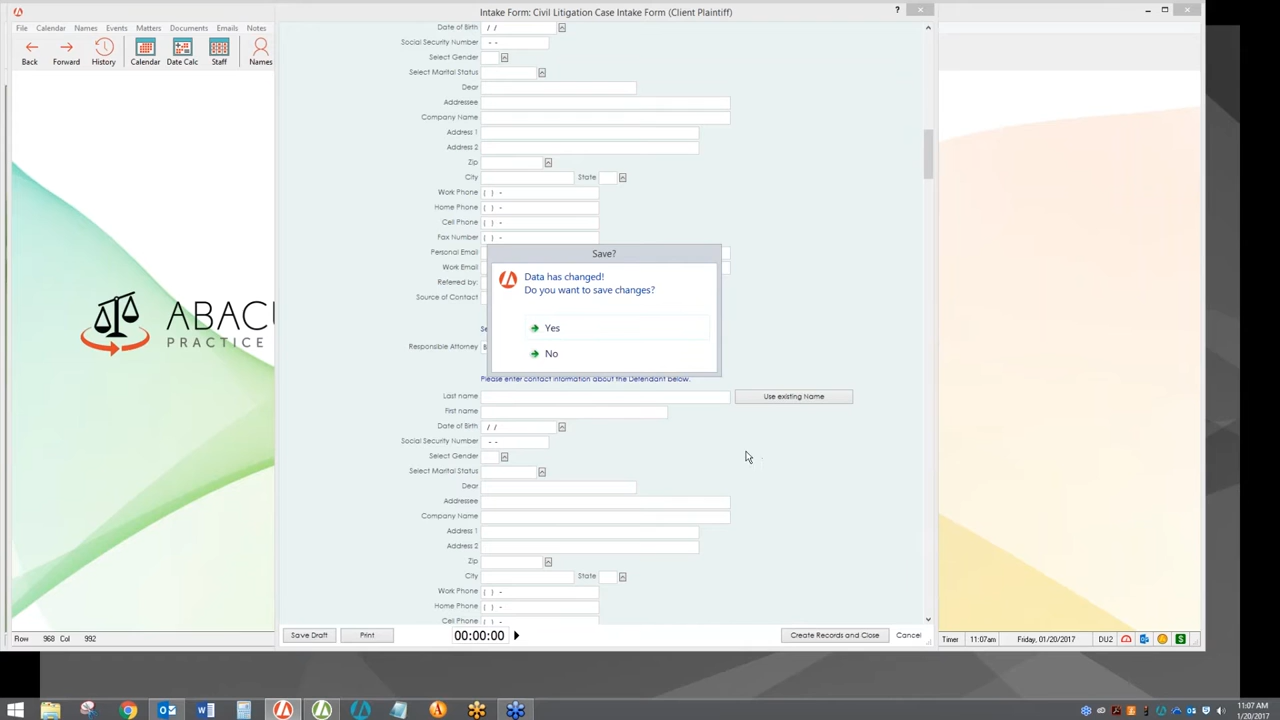 Intake Form: Civil Litigation Case Intake Form (Client Plaintiff)
?
File Calendar Names Events Matters Documents Emails Notes
Back Forward History Calendar Date Calc Staff Names
Date of Birth / /
Social Security Number - -
Select Gender
Select Marital Status
Dear
Addressee
Company Name
Address 1
Address 2
Zip
City State
Work Phone ( ) -
Home Phone ( ) -
Cell Phone ( ) -
Fax Number ( ) -
Personal Email
Work Email
Referred by:
Source of Contact
Responsible Attorney
Save?
Data has changed!
Do you want to save changes?
Yes
No
ABACU
PRACTICE
Please enter contact information about the Defendant below.
Last name Use existing Name
First name
Date of Birth / /
Social Security Number - -
Select Gender
Select Marital Status
Dear
Addressee
Company Name
Address 1
Address 2
Zip
City State
Work Phone ( ) -
Home Phone ( ) -
Cell Phone ( ) -
Save Draft Print 00:00:00 Create Records and Close Cancel
Row 968 Col 992
Timer 11:07am Friday, 01/20/2017 DU2
11:07 AM
1/20/2017